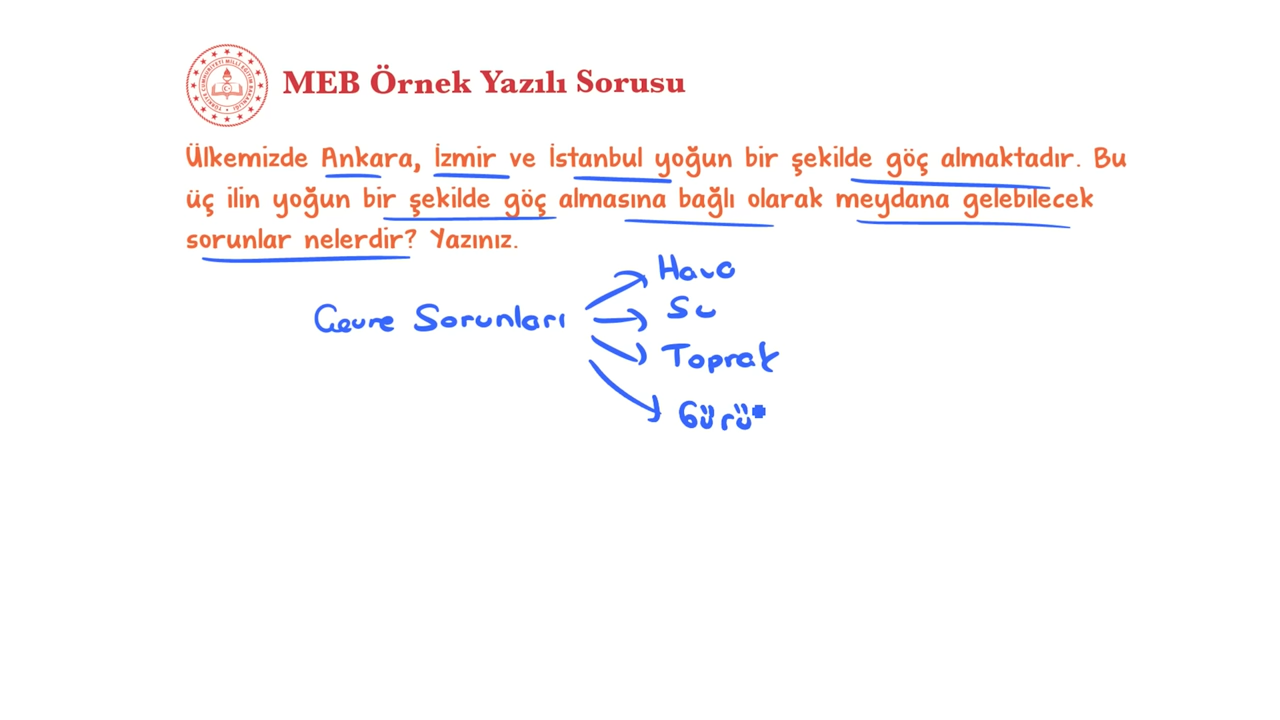 MEB Örnek Yazılı Sorusu
Ülkemizde Ankara, İzmir ve İstanbul yoğun bir şekilde göç almaktadır. Bu
üç ilin yoğun bir şekilde göç almasına bağlı olarak meydana gelebilecek
sorunlar nelerdir? Yazınız.
Çevre Sorunları
Hava
Su
Toprak
Gürü